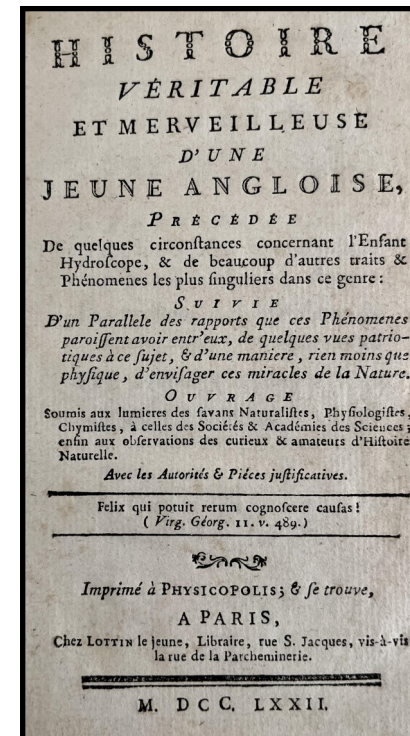 HISTOIRE
VÉRITABLE
ET MERVEILLEUSE
D'UNE
JEUNE ANGLOISE,
PRÉCÉDÉE
De quelques circonſtances concernant l'Enfant
Hydroſcope, & de beaucoup d'autres traits &
Phénomenes les plus ſinguliers dans ce genre :
SUIVIE
D'un Parallele des rapports que ces Phénomenes
paroiſſent avoir entr'eux, de quelques vues patrio-
tiques à ce ſujet, & d'une maniere, rien moins que
phyſique, d'enviſager ces miracles de la Nature.
OUVRAGE
Soumis aux lumieres des ſavans Naturaliſtes, Phyſiologiſtes,
Chymiſtes, à celles des Sociétés & Académies des Sciences ;
enfin aux obſervations des curieux & amateurs d'Hiſtoire
Naturelle.
Avec les Autorités & Piéces juſtificatives.
Felix qui potuit rerum cognoſcere cauſas !
( Virg. Géorg. 11. v. 489.)
Imprimé à PHYSICOPOLIS; & ſe trouve,
A PARIS,
Chez LOTTIN le jeune, Libraire, rue S. Jacques, vis-à-vis
la rue de la Parcheminerie.
M. DCC. LXXII.